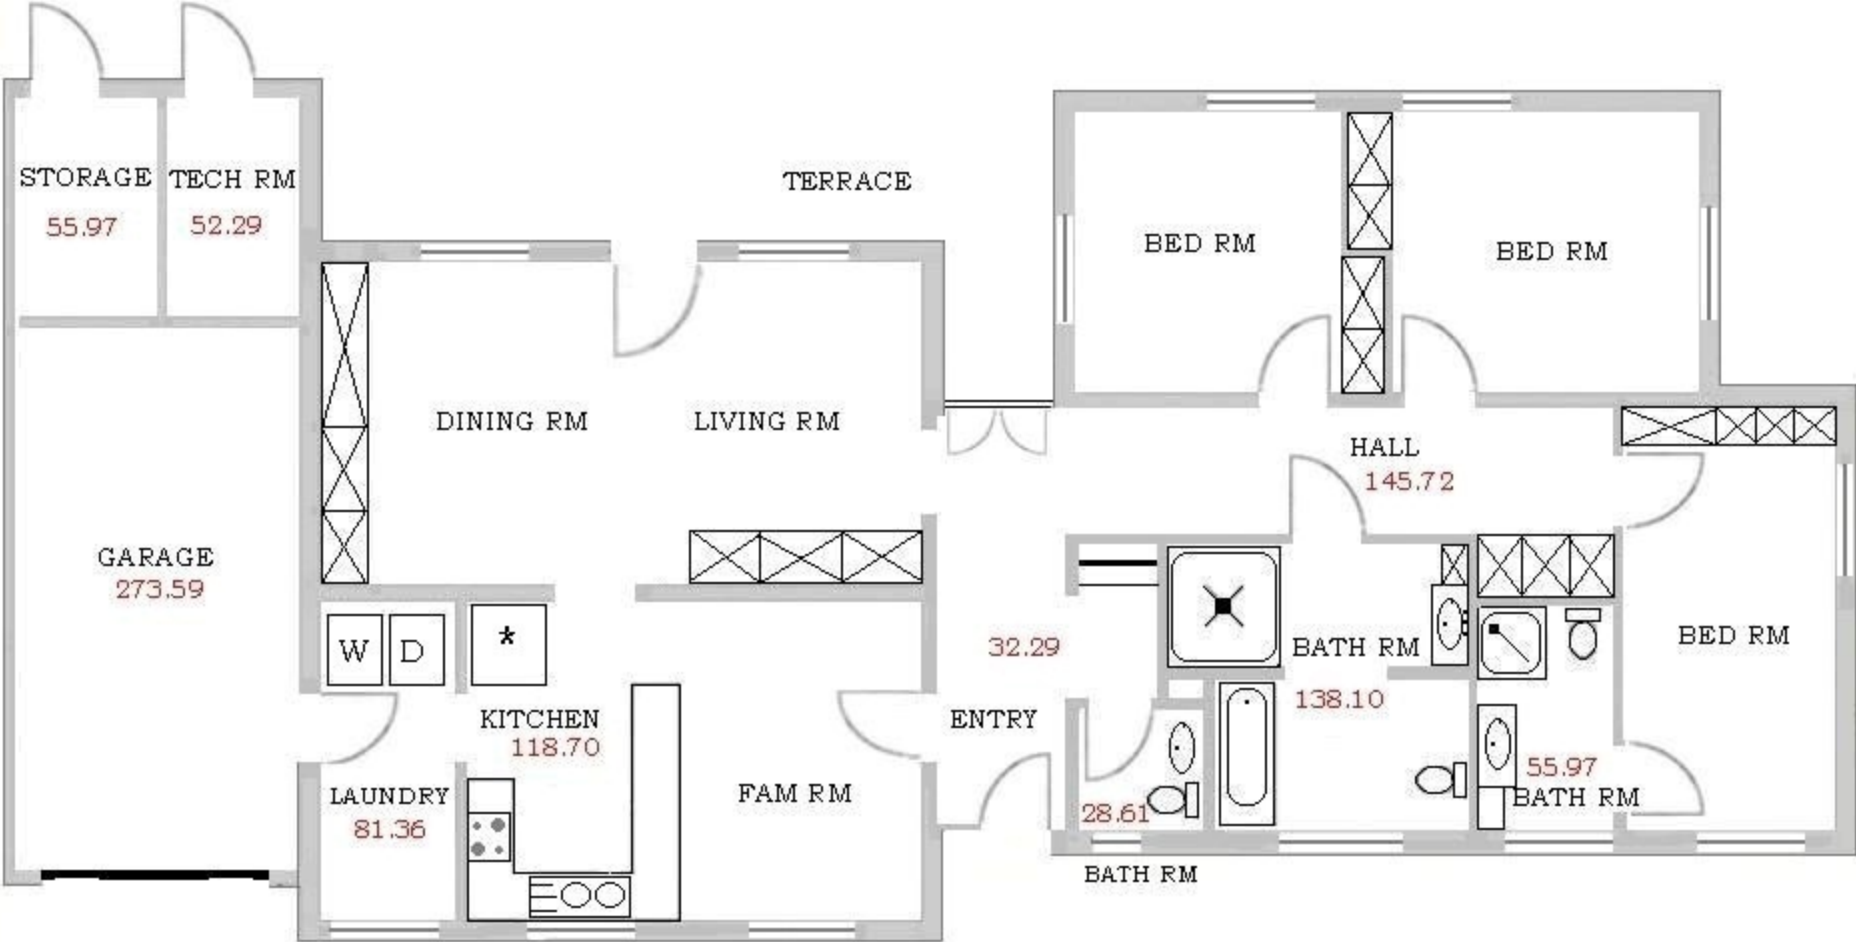 STORAGE
55.97
TECH RM
52.29
TERRACE
BED RM
BED RM
DINING RM
LIVING RM
HALL
145.72
GARAGE
273.59
W
D
*
KITCHEN
118.70
LAUNDRY
81.36
FAM RM
32.29
ENTRY
BATH RM
138.10
BED RM
55.97
BATH RM
28.61
BATH RM